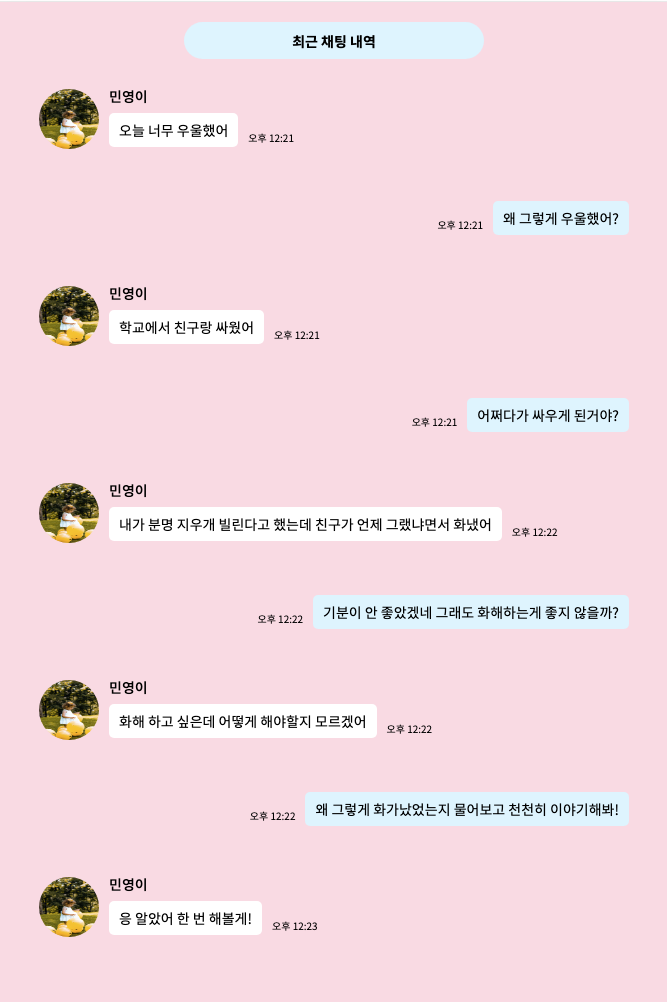 최근 채팅 내역
민영이
오늘 너무 우울했어
오후 12:21
왜 그렇게 우울했어?
오후 12:21
민영이
학교에서 친구랑 싸웠어
오후 12:21
어쩌다가 싸우게 된거야?
오후 12:21
민영이
내가 분명 지우개 빌린다고 했는데 친구가 언제 그랬냐면서 화냈어
오후 12:22
기분이 안 좋았겠네 그래도 화해하는게 좋지 않을까?
오후 12:22
민영이
화해 하고 싶은데 어떻게 해야할지 모르겠어
오후 12:22
왜 그렇게 화가났었는지 물어보고 천천히 이야기해봐!
오후 12:22
민영이
응 알았어 한 번 해볼게!
오후 12:23